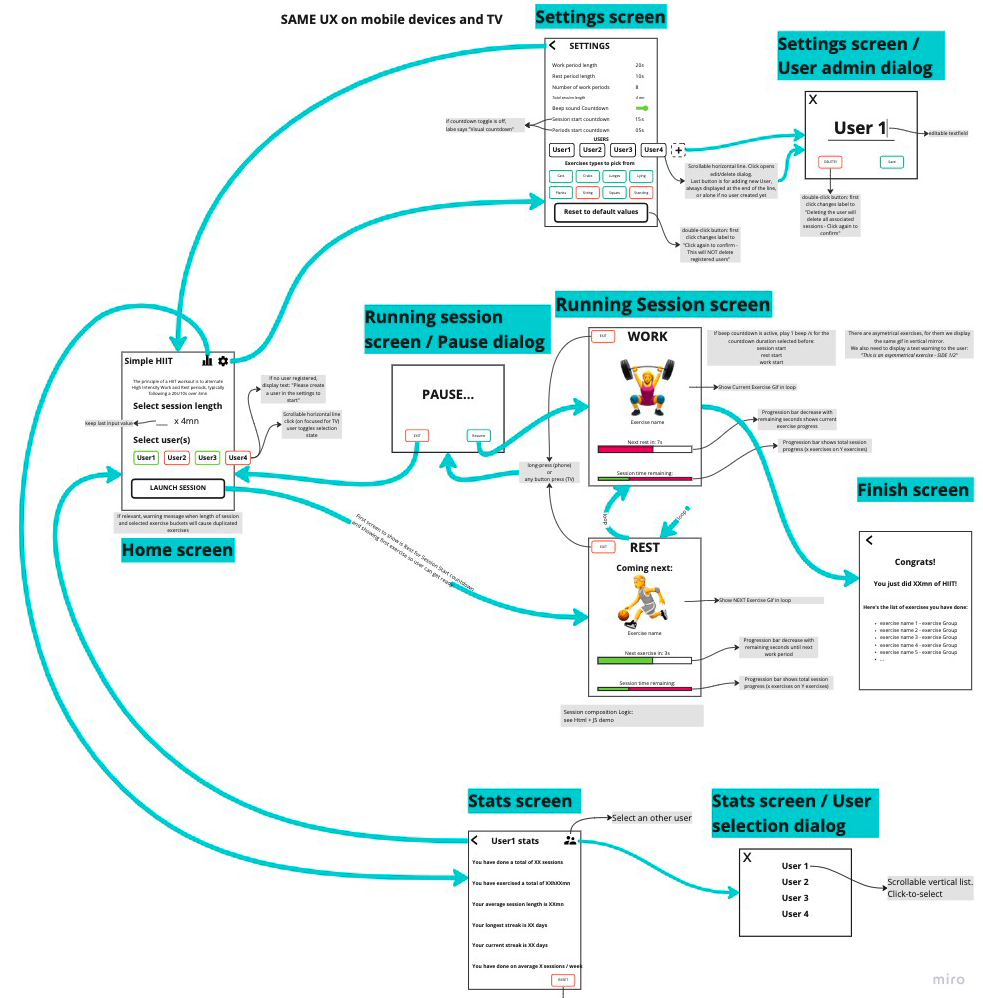 SAME UX on mobile devices and TV
Settings screen
SETTINGS
Work period length 20s
Rest period length 10s
Number of work periods 8
Total session length 4 mn
Beep sound Countdown
Session start countdown 15s
Periods start countdown 05s
USERS
User1 User2 User3 User4 +
Exercises types to pick from
Cats Crabs Lunges Lying
Planks Sitting Squats Standing
Reset to default values
if countdown toggle is off,
labe says "Visual countdown"
Scrollable horizontal line. Click opens
edit/delete dialog.
Last button is for adding new User,
always displayed at the end of the line,
or alone if no user created yet
double-click button: first
click changes label to
"Click again to confirm -
This will NOT delete
registered users"
Settings screen /
User admin dialog
X
User 1
editable textfield
DELETE!
Save
double-click button: first
click changes label to
"Deleting the user will
delete all associated
sessions - Click again to
confirm"
Simple HIIT
The principle of a HIIT workout is to alternate
High Intensity Work and Rest periods, typically
following a 20s/10s over 4mn
Select session length
__ x 4mn
keep last input value
Select user(s)
User1 User2 User3 User4
LAUNCH SESSION
If no user registered,
display text: "Please create
a user in the settings to
start"
Scrollable horizontal line
click (on focused for TV)
user toggles selection
state
If relevant, warning message when length of session
and selected exercise buckets will cause duplicated
exercises
Home screen
First screen to show is Rest for Session Start countdown
and showing first exercise so user can get ready
Running session
screen / Pause dialog
PAUSE...
EXIT
Resume
long-press (phone)
or
any button press (TV)
Running Session screen
EXIT
WORK
Exercise name
Next rest in: 7s
Session time remaining:
If beep countdown is active, play 1 beep /s for the
countdown duration selected before:
session start
rest start
work start
There are asymetrical exercises, for them we display
the same gif in vertical mirror.
We also need to display a text warning to the user:
"This is an asymmetrical exercise - SIDE 1/2"
Show Current Exercise Gif in loop
Progression bar decrease with
remaining seconds shows current
exercise progress
Progression bar shows total session
progress (x exercises on Y exercises)
loop
EXIT
REST
Coming next:
Exercise name
Next exercise in: 3s
Session time remaining:
Show NEXT Exercise Gif in loop
Progression bar decrease with
remaining seconds until next
work period
Progression bar shows total session
progress (x exercises on Y exercises)
Session composition Logic:
see Html + JS demo
Finish screen
Congrats!
You just did XXmn of HIIT!
Here's the list of exercises you have done:
• exercise name 1 - exercise Group
• exercise name 2 - exercise Group
• exercise name 3 - exercise Group
• exercise name 4 - exercise Group
• exercise name 5 - exercise Group
• ...
Stats screen
User1 stats
You have done a total of XX sessions
You have exercised a total of XXhXXmn
Your average session length is XXmn
Your longest streak is XX days
Your current streak is XX days
You have done on average X sessions / week
RESET
Select an other user
Stats screen / User
selection dialog
X
User 1
User 2
User 3
User 4
Scrollable vertical list.
Click-to-select
miro